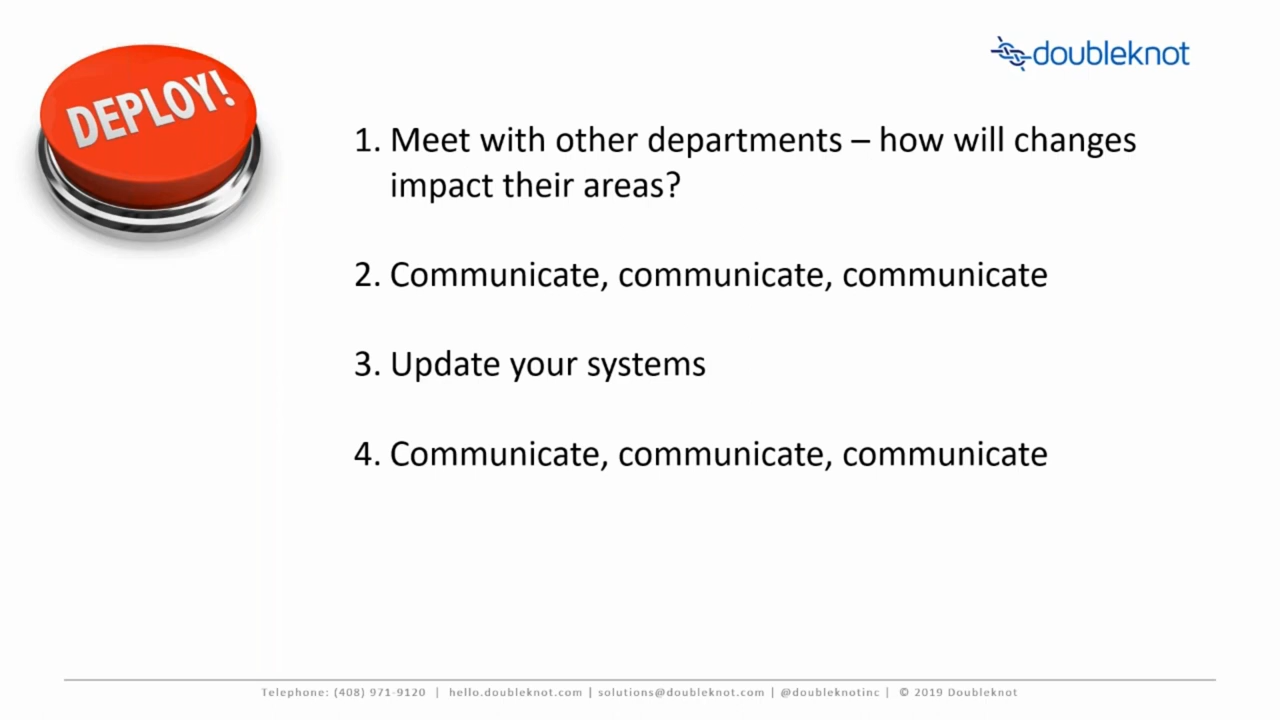 DEPLOY!
doubleknot
1. Meet with other departments – how will changes
impact their areas?
2. Communicate, communicate, communicate
3. Update your systems
4. Communicate, communicate, communicate
Telephone: (408) 971-9120 | hello.doubleknot.com | solutions@doubleknot.com | @doubleknotinc | © 2019 Doubleknot